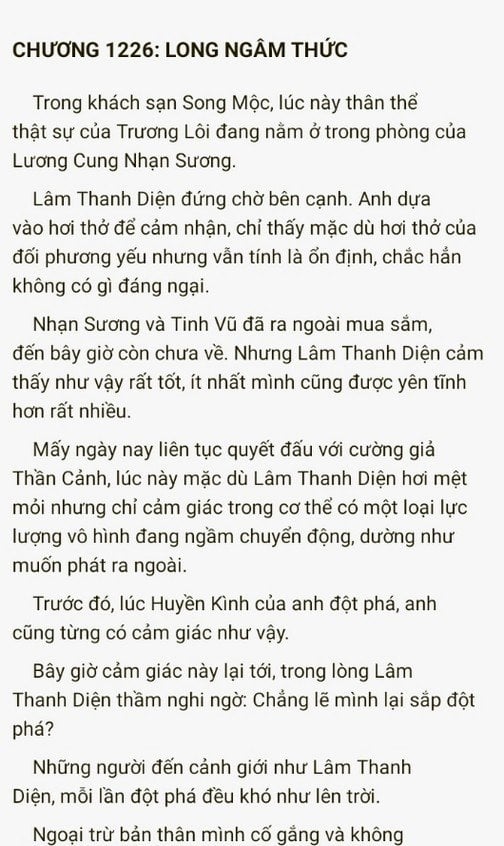 CHƯƠNG 1226: LONG NGÂM THỨC
Trong khách sạn Song Mộc, lúc này thân thể
thật sự của Trương Lôi đang nằm ở trong phòng của
Lương Cung Nhạn Sương.
Lâm Thanh Diện đứng chờ bên cạnh. Anh dựa
vào hơi thở để cảm nhận, chỉ thấy mặc dù hơi thở của
đối phương yếu nhưng vẫn tính là ổn định, chắc hẳn
không có gì đáng ngại.
Nhạn Sương và Tinh Vũ đã ra ngoài mua sắm,
đến bây giờ còn chưa về. Nhưng Lâm Thanh Diện cảm
thấy như vậy rất tốt, ít nhất mình cũng được yên tĩnh
hơn rất nhiều.
Mấy ngày nay liên tục quyết đấu với cường giả
Thần Cảnh, lúc này mặc dù Lâm Thanh Diện hơi mệt
mỏi nhưng chỉ cảm giác trong cơ thể có một loại lực
lượng vô hình đang ngầm chuyển động, dường như
muốn phát ra ngoài.
Trước đó, lúc Huyền Kình của anh đột phá, anh
cũng từng có cảm giác như vậy.
Bây giờ cảm giác này lại tới, trong lòng Lâm
Thanh Diện thầm nghi ngờ: Chẳng lẽ mình lại sắp đột
phá?
Những người đến cảnh giới như Lâm Thanh
Diện, mỗi lần đột phá đều khó như lên trời.
Ngoại trừ bản thân mình cố gắng và không